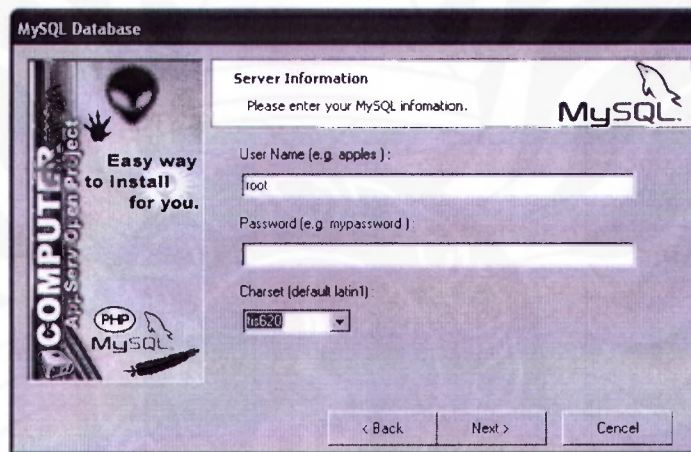 MySQL Database
Server Information
Please enter your MySQL infomation.
MySQL
COMPUTER
AppServ Open Project
Easy way
to install
for you.
PHP
MySQL
User Name (e.g. apples ) :
root
Password (e.g. mypassword ) :
Charset (default latin1) :
tis620
< Back
Next >
Cencel